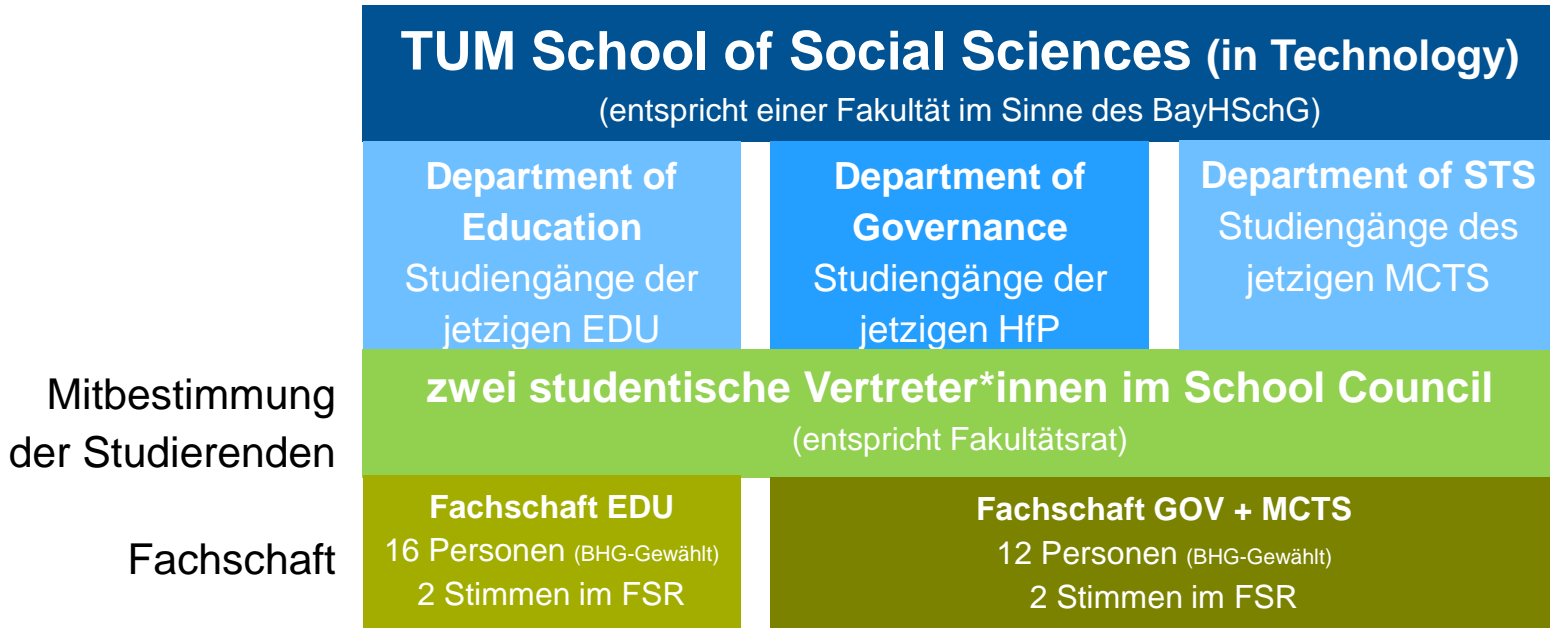 TUM School of Social Sciences (in Technology)
(entspricht einer Fakultät im Sinne des BayHSchG)
Department of
Education
Studiengänge der
jetzigen EDU
Department of
Governance
Studiengänge der
jetzigen HfP
Department of STS
Studiengänge des
jetzigen MCTS
Mitbestimmung
der Studierenden
zwei studentische Vertreter*innen im School Council
(entspricht Fakultätsrat)
Fachschaft
Fachschaft EDU
16 Personen (BHG-Gewählt)
2 Stimmen im FSR
Fachschaft GOV + MCTS
12 Personen (BHG-Gewählt)
2 Stimmen im FSR